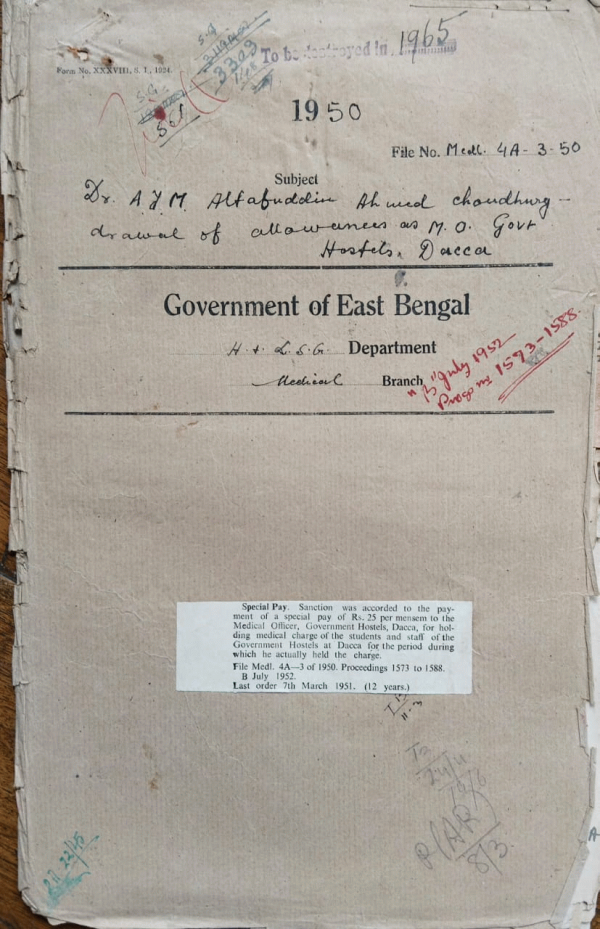 Form No. XXXVIII, S. I., 1924.
To be destroyed in 1965
3303
1950
File No. Medl. 4A-3-50
Subject
Dr. A.J.M. Altafuddin Ahmed Choudhury -
drawal of allowances as M.O. Govt
Hostels, Dacca
Government of East Bengal
H. & L.S.G. Department
Medical Branch
"B" July 1952
1573-1588.
Special Pay. Sanction was accorded to the pay-
ment of a special pay of Rs. 25 per mensem to the
Medical Officer, Government Hostels, Dacca, for hol-
ding medical charge of the students and staff of the
Government Hostels at Dacca for the period during
which he actually held the charge.
File Medl. 4A—3 of 1950. Proceedings 1573 to 1588.
B July 1952.
Last order 7th March 1951. (12 years.)
8/3